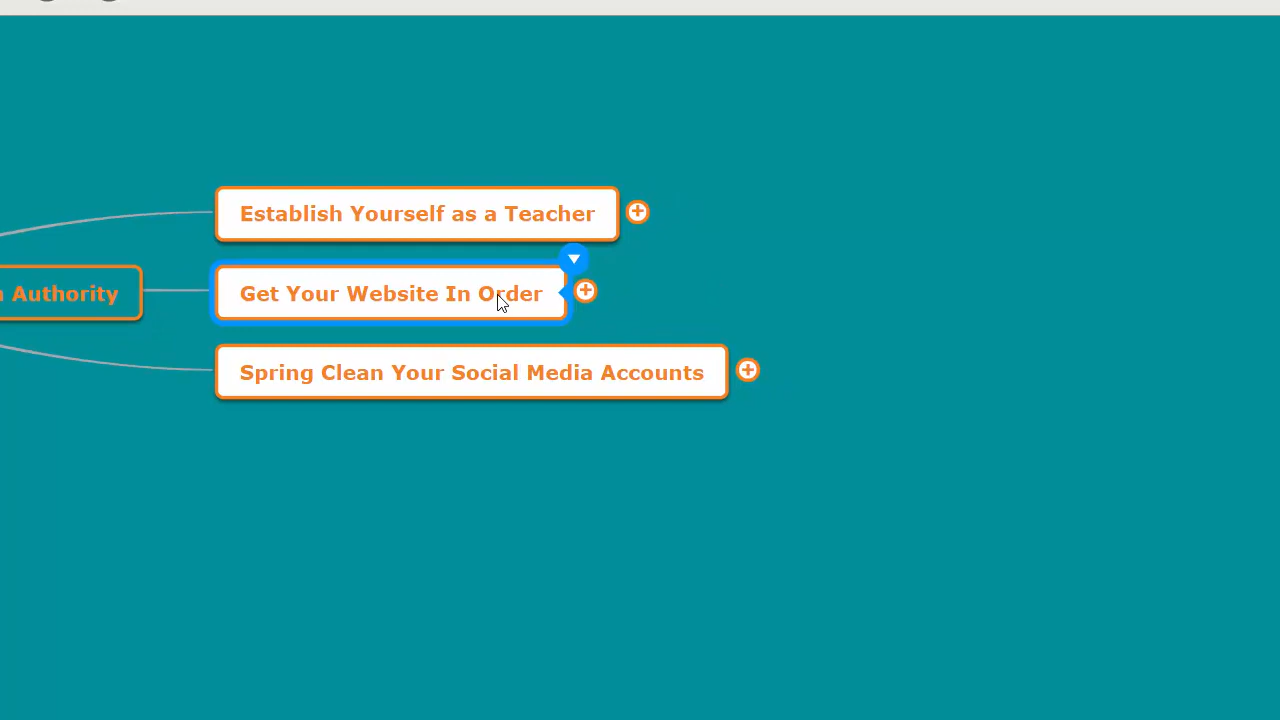 Establish Yourself as a Teacher
Authority
Get Your Website In Order
Spring Clean Your Social Media Accounts